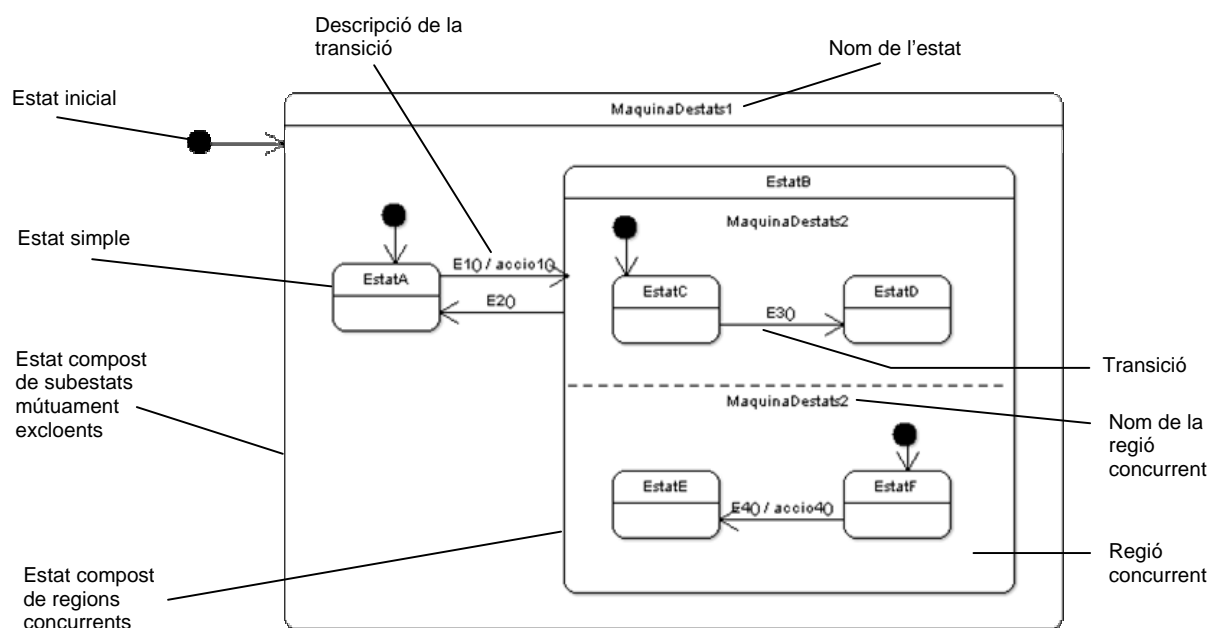 Descripció de la
transició
Nom de l'estat
Estat inicial
MaquinaDestats1
EstatB
MaquinaDestats2
Estat simple
EstatA
E1() / accio1()
E2()
EstatC
EstatD
E3()
Transició
Estat compost
de subestats
mútuament
excloents
MaquinaDestats2
Nom de la
regió
concurrent
EstatE
EstatF
E4() / accio4()
Regió
concurrent
Estat compost
de regions
concurrents